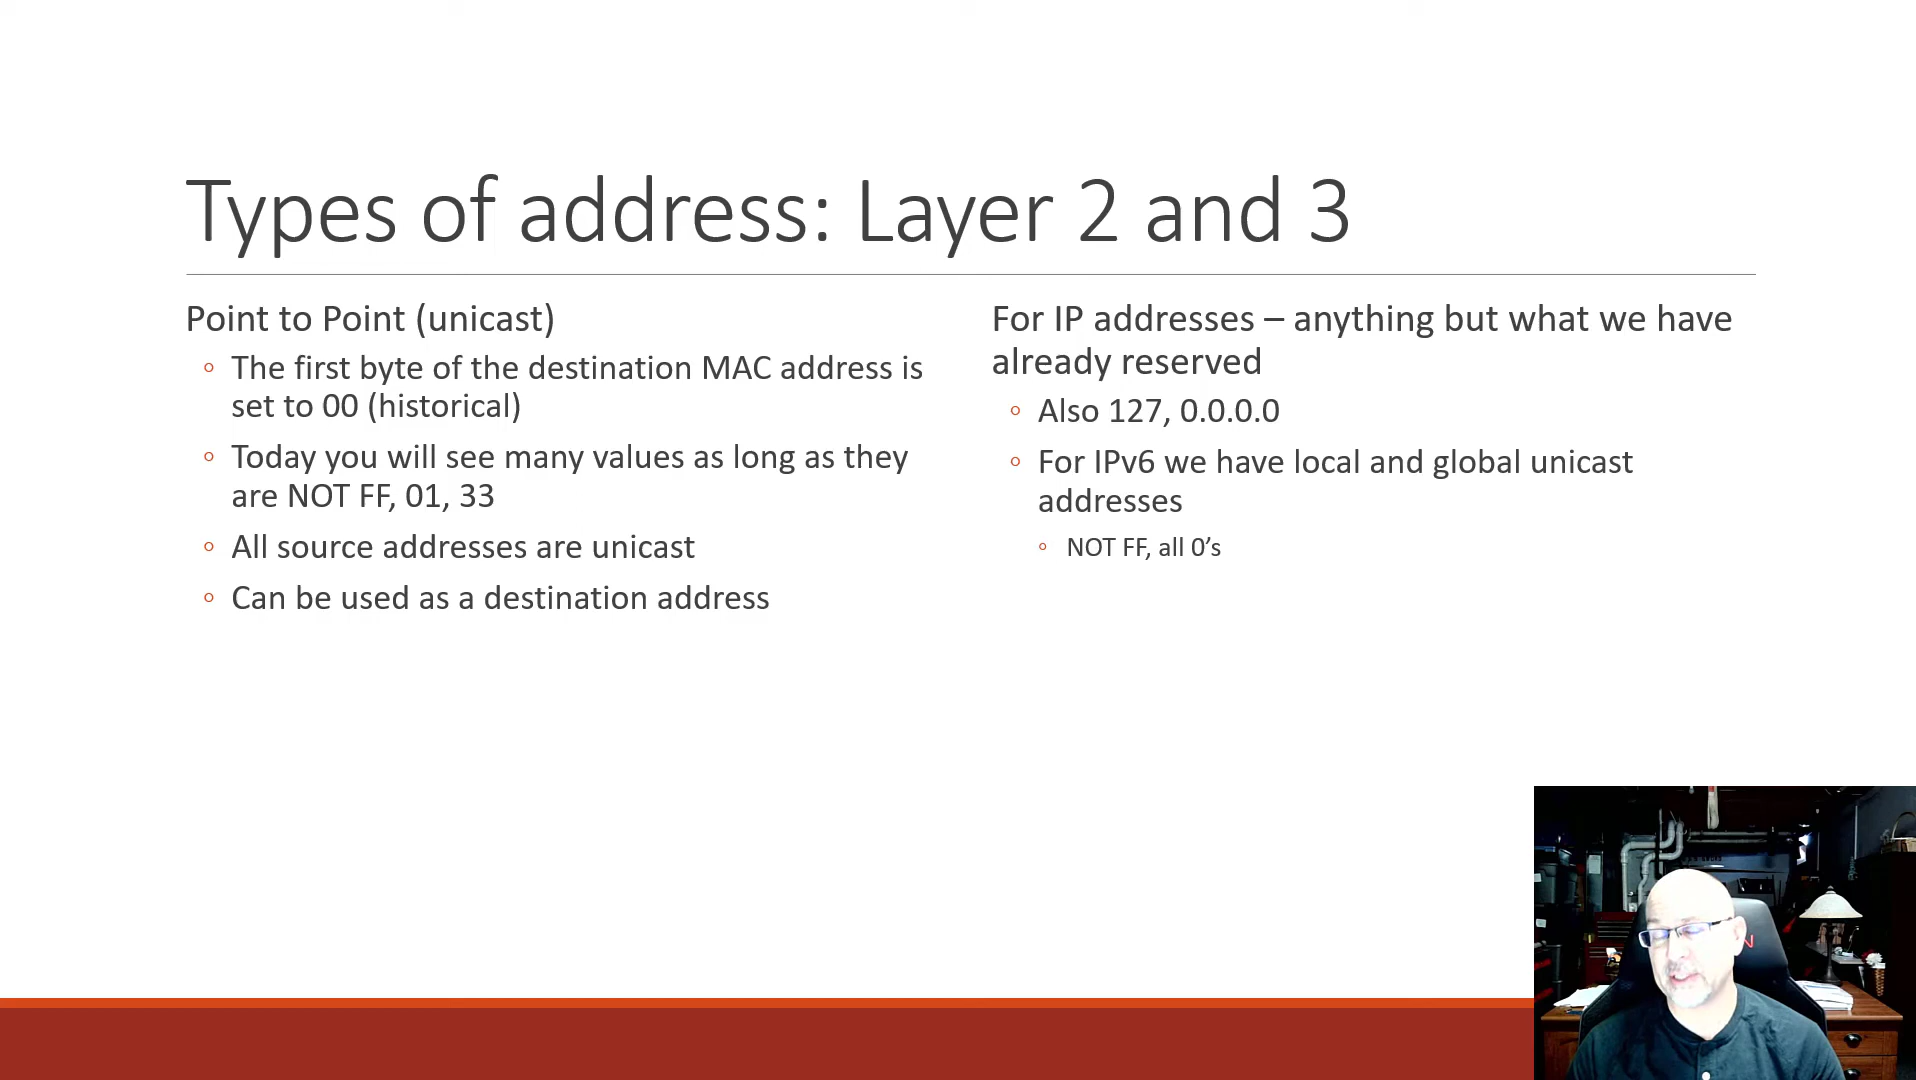 Types of address: Layer 2 and 3
Point to Point (unicast)
The first byte of the destination MAC address is
set to 00 (historical)
Today you will see many values as long as they
are NOT FF, 01, 33
All source addresses are unicast
Can be used as a destination address
For IP addresses – anything but what we have
already reserved
Also 127, 0.0.0.0
For IPv6 we have local and global unicast
addresses
NOT FF, all 0's